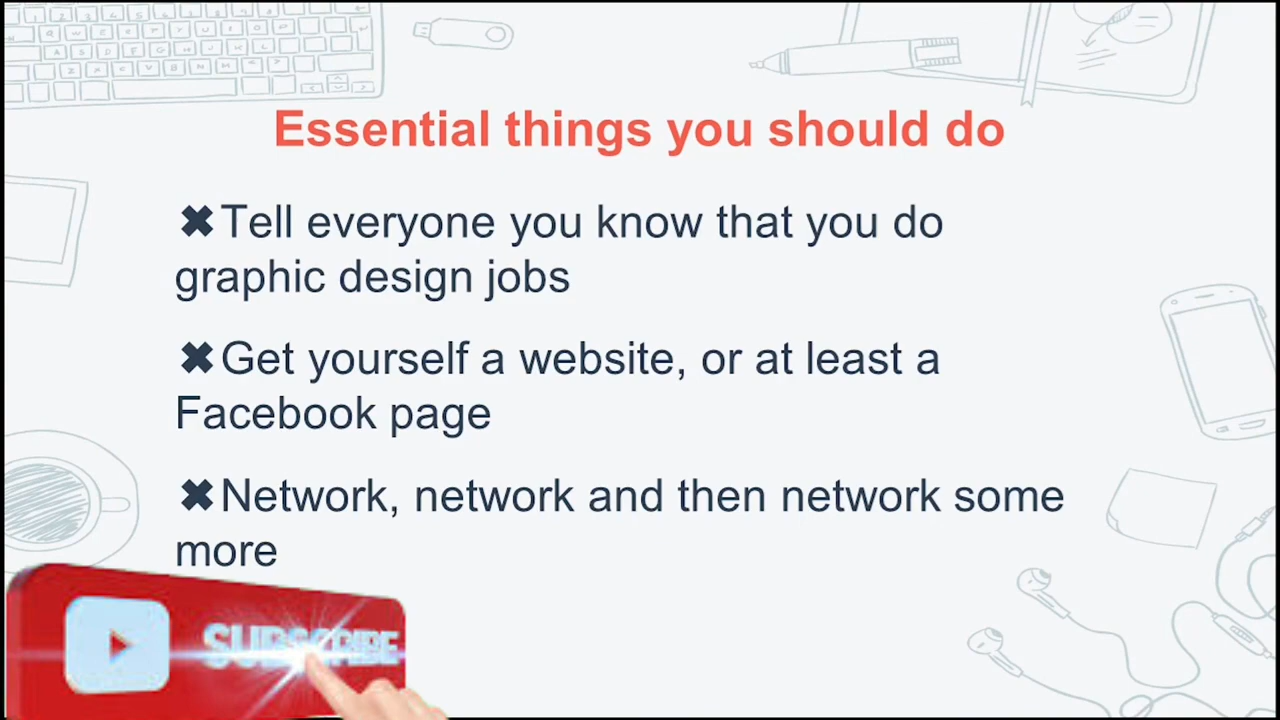 Essential things you should do
✖Tell everyone you know that you do
graphic design jobs
✖Get yourself a website, or at least a
Facebook page
✖Network, network and then network some
more
SUBSCRIBE